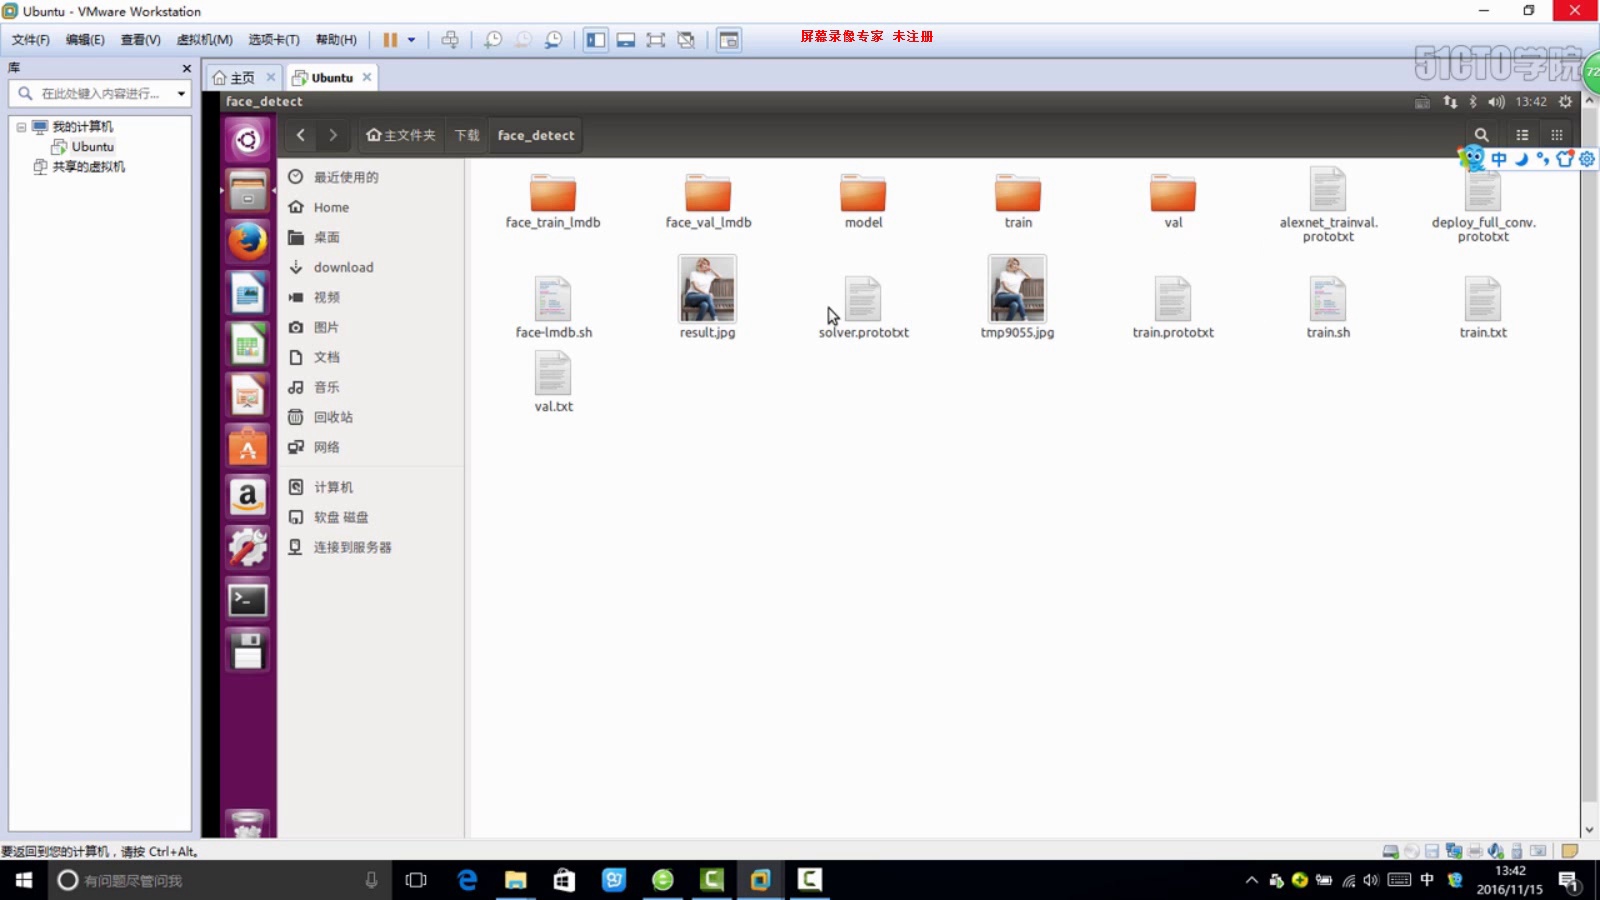 Ubuntu - VMware Workstation
文件(F) 编辑(E) 查看(V) 虚拟机(M) 选项卡(T) 帮助(H)
屏幕录像专家 未注册
51CTO学院
72
库
主页
Ubuntu
在此处键入内容进行...
我的计算机
Ubuntu
共享的虚拟机
face_detect
13:42
主文件夹 下载 face_detect
中
最近使用的
Home
桌面
download
视频
图片
文档
音乐
回收站
网络
计算机
软盘 磁盘
连接到服务器
face_train_lmdb
face_val_lmdb
model
train
val
alexnet_trainval.
prototxt
deploy_full_conv.
prototxt
face-lmdb.sh
result.jpg
solver.prototxt
tmp9055.jpg
train.prototxt
train.sh
train.txt
val.txt
要返回到您的计算机，请按 Ctrl+Alt。
有问题尽管问我
中
13:42
2016/11/15
1